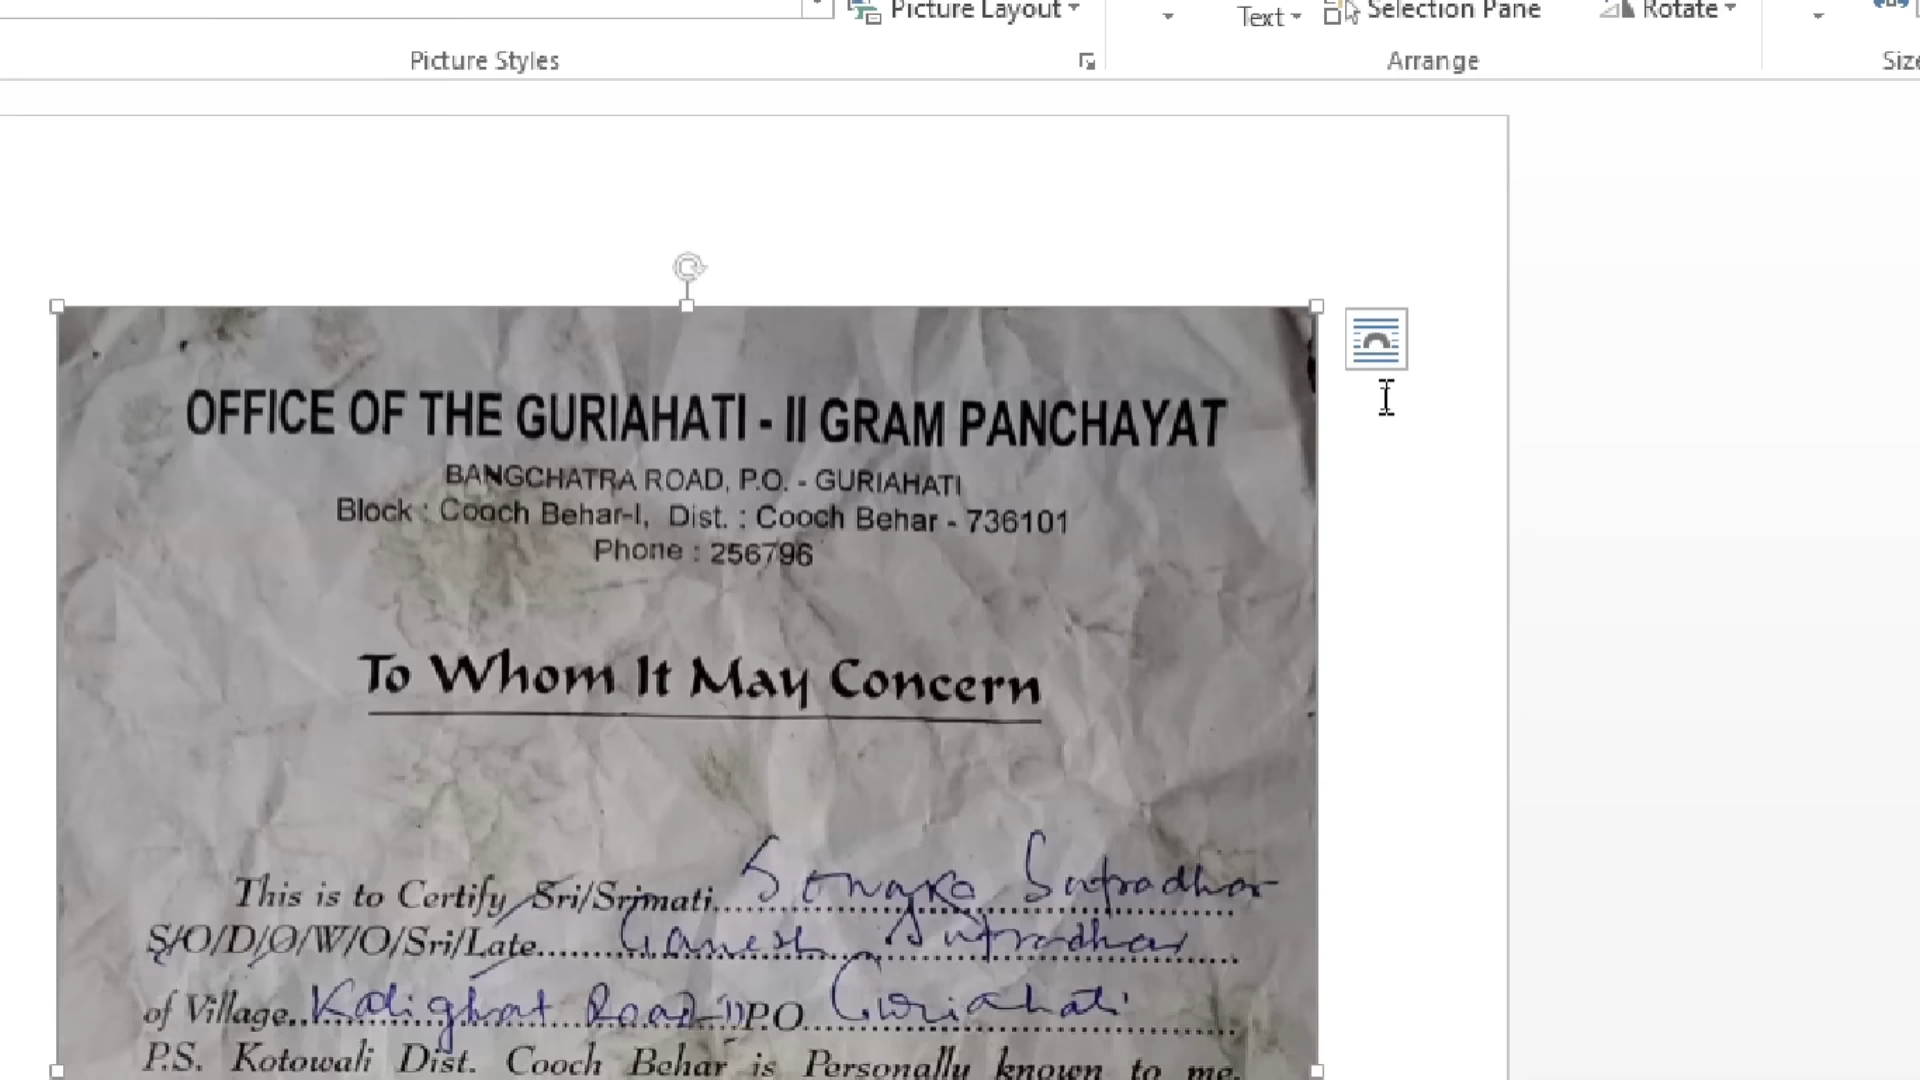 Picture Layout
Text
Selection Pane
Rotate
Picture Styles
Arrange
OFFICE OF THE GURIAHATI - II GRAM PANCHAYAT
BANGCHATRA ROAD, P.O. - GURIAHATI
Block : Cooch Behar-I, Dist. : Cooch Behar - 736101
Phone : 256796
To Whom It May Concern
This is to Certify Sri/Srimati Sutradhar
S/O/D/O/W/O/Sri/Late Ganesh Sutradhar
of Village Kalighat Road P.O Guriahati
P.S. Kotowali Dist. Cooch Behar is Personally known to me.